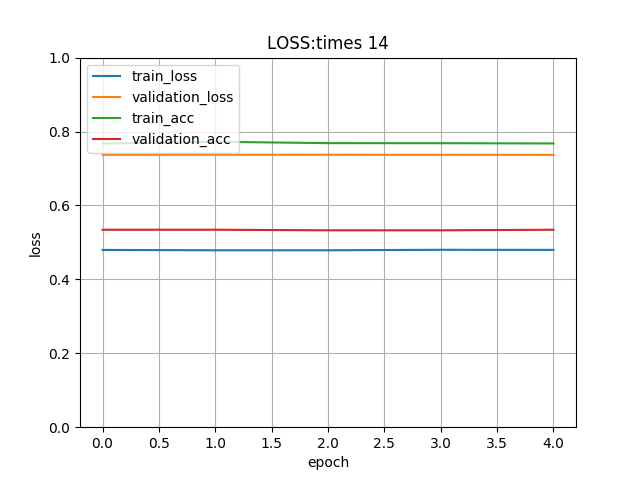 LOSS:times 14
train_loss
validation_loss
train_acc
validation_acc
1.0
0.8
0.6
0.4
0.2
0.0
loss
0.0 0.5 1.0 1.5 2.0 2.5 3.0 3.5 4.0
epoch